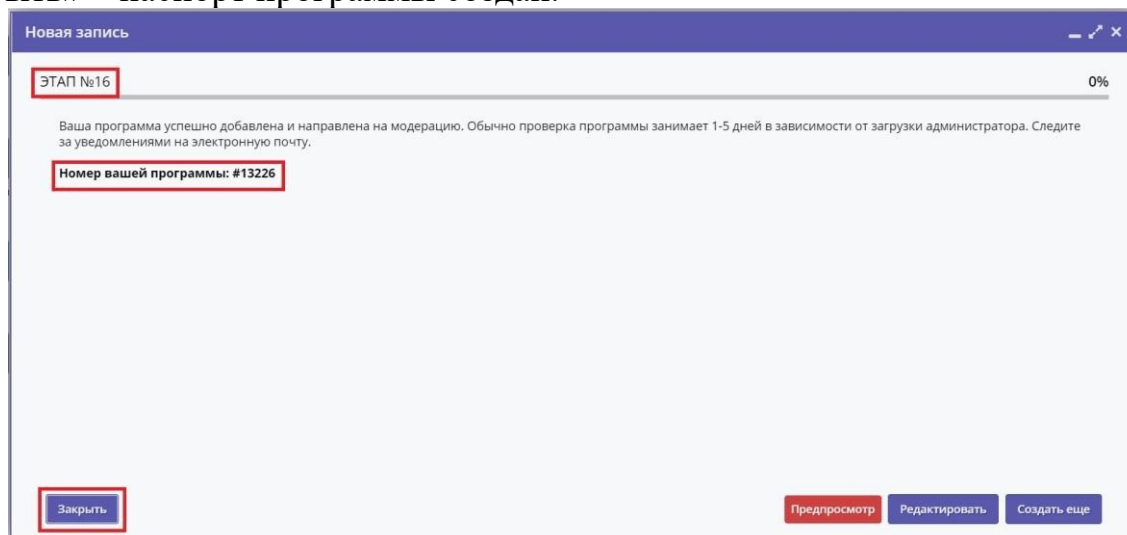 Новая запись
ЭТАП №16
0%
Ваша программа успешно добавлена и направлена на модерацию. Обычно проверка программы занимает 1-5 дней в зависимости от загрузки администратора. Следите
за уведомлениями на электронную почту.
Номер вашей программы: #13226
Закрыть
Предпросмотр
Редактировать
Создать еще